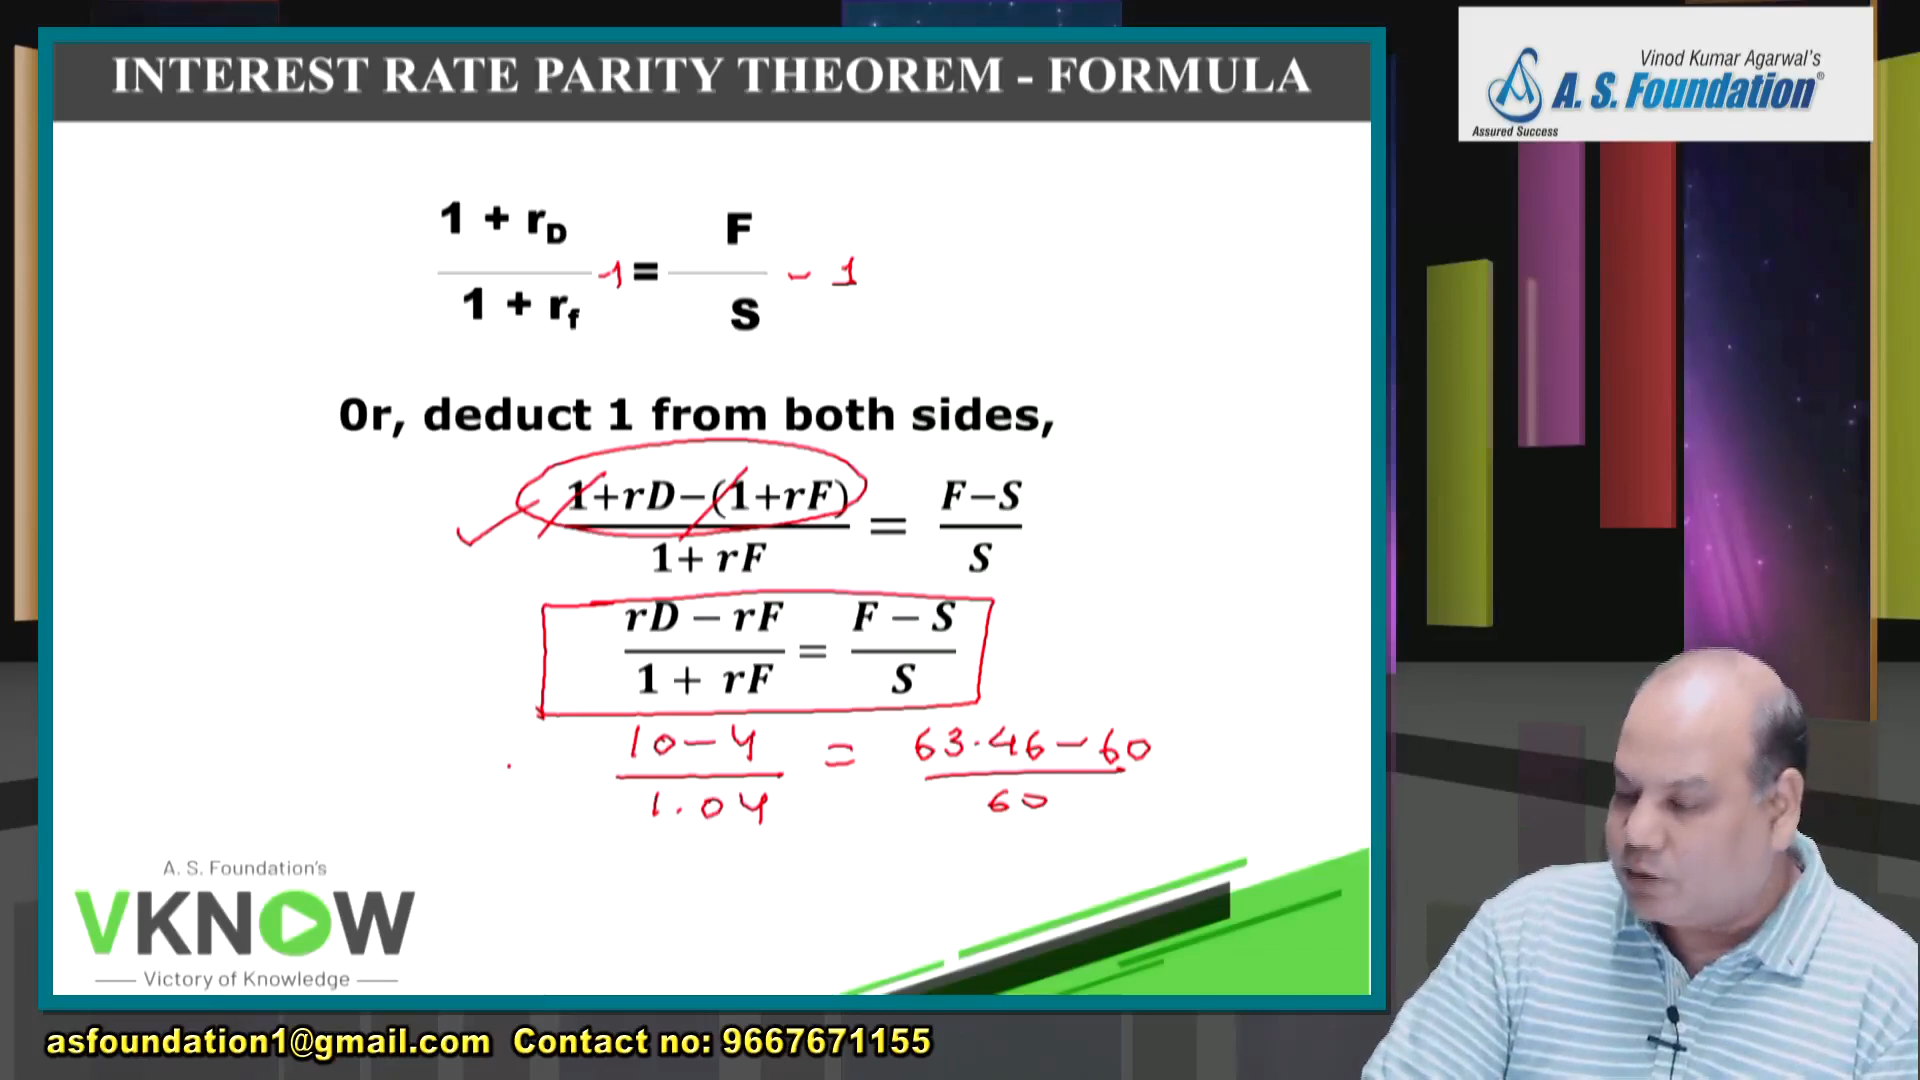 INTEREST RATE PARITY THEOREM - FORMULA
Vinod Kumar Agarwal's
A. S. Foundation®
Assured Success
1 + rD / 1 + rf -1 = F / S - 1
0r, deduct 1 from both sides,
1+rD−(1+rF) / 1+ rF = F−S / S
rD − rF / 1 + rF = F − S / S
10-4 / 1.04 = 63.46-60 / 60
A. S. Foundation's
VKNOW
Victory of Knowledge
asfoundation1@gmail.com Contact no: 9667671155